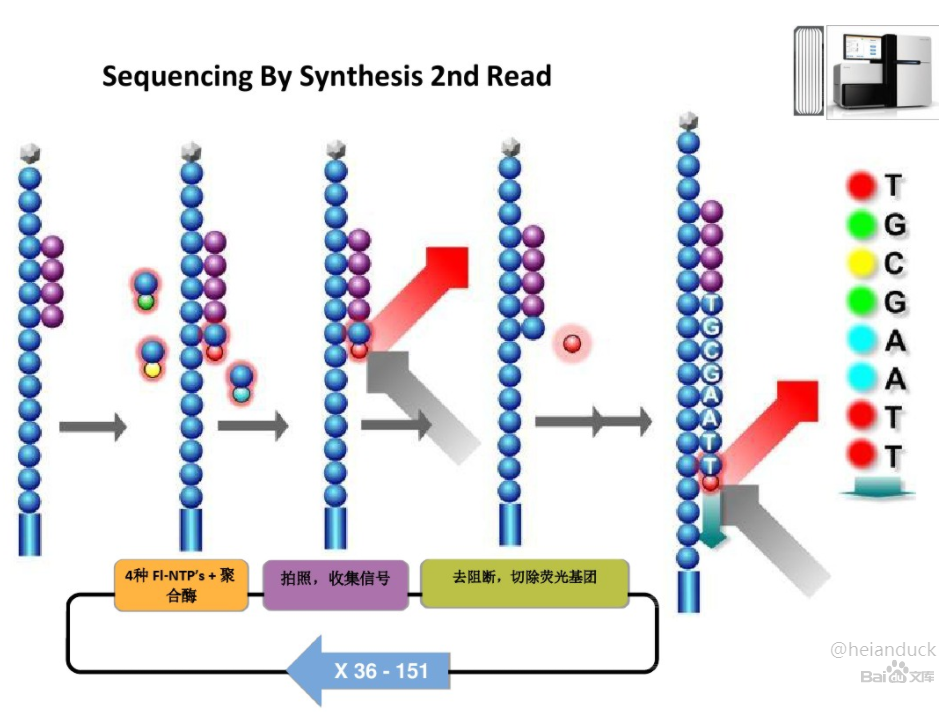 Sequencing By Synthesis 2nd Read
T
G
C
G
A
A
T
T
T
G
C
G
A
A
T
T
4种 Fl-NTP's + 聚
合酶
拍照，收集信号
去阻断，切除荧光基团
X 36 - 151
@heianduck
Bai du 文库